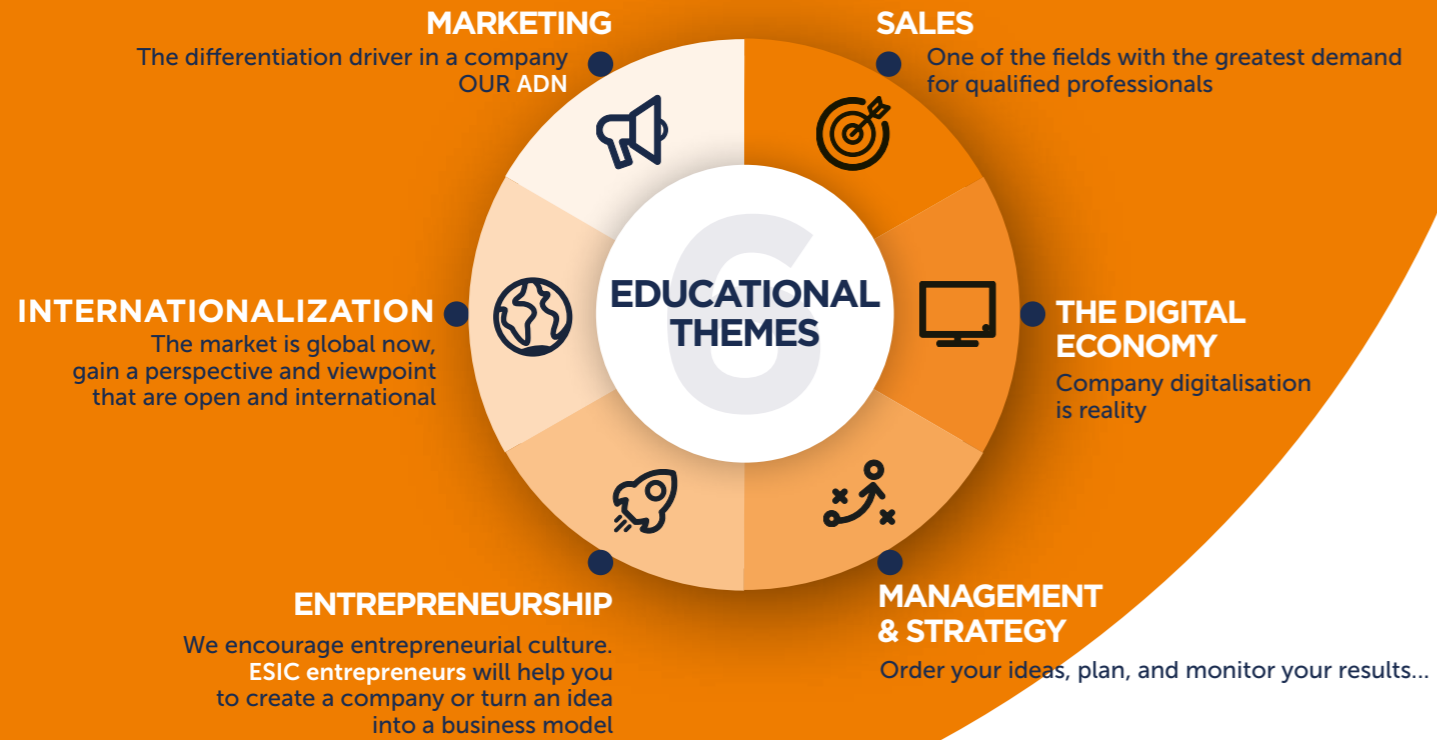 MARKETING
The differentiation driver in a company
OUR ADN
SALES
One of the fields with the greatest demand
for qualified professionals
6
EDUCATIONAL
THEMES
INTERNATIONALIZATION
The market is global now,
gain a perspective and viewpoint
that are open and international
THE DIGITAL
ECONOMY
Company digitalisation
is reality
ENTREPRENEURSHIP
We encourage entrepreneurial culture.
ESIC entrepreneurs will help you
to create a company or turn an idea
into a business model
MANAGEMENT
& STRATEGY
Order your ideas, plan, and monitor your results...